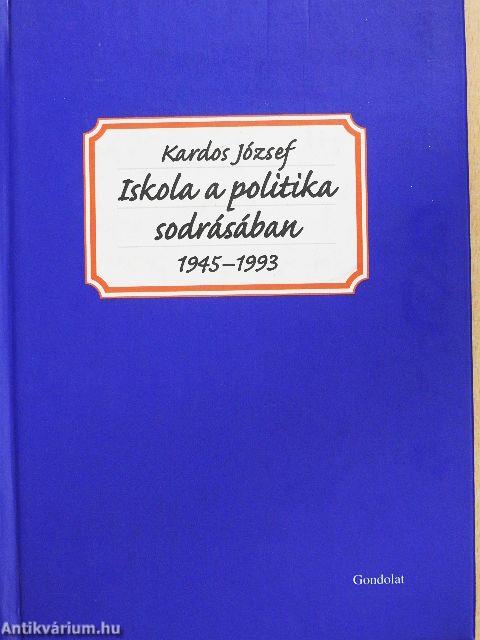 Kardos József
Iskola a politika
sodrásában
1945–1993
Gondolat
Antikvárium.hu